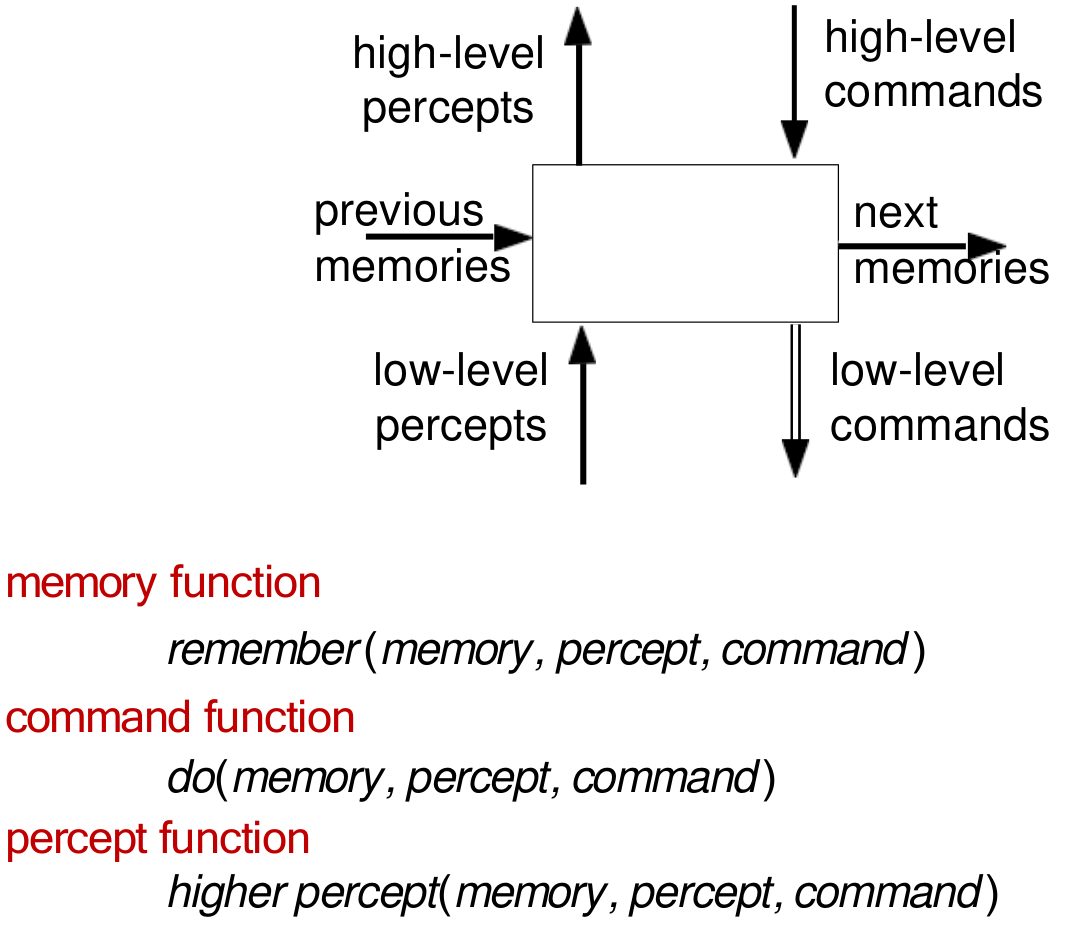 high-level
percepts
high-level
commands
previous
memories
next
memories
low-level
percepts
low-level
commands
memory function
remember(memory, percept, command)
command function
do(memory, percept, command)
percept function
higher percept(memory, percept, command)